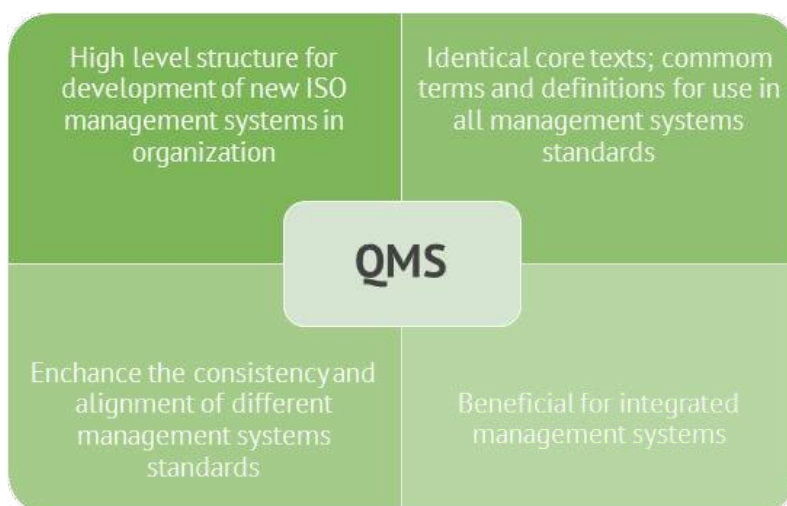 High level structure for
development of new ISO
management systems in
organization
Identical core texts; commom
terms and definitions for use in
all management systems
standards
QMS
Enchance the consistency and
alignment of different
management systems
standards
Beneficial for integrated
management systems